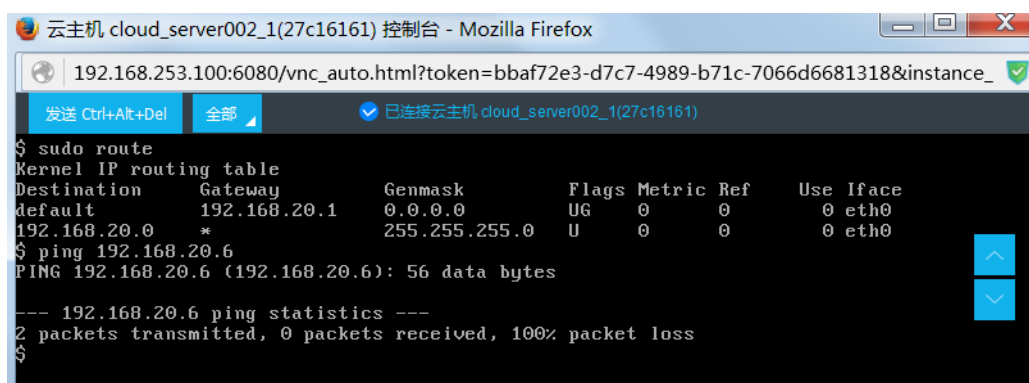 云主机 cloud_server002_1(27c16161) 控制台 - Mozilla Firefox
192.168.253.100:6080/vnc_auto.html?token=bbaf72e3-d7c7-4989-b71c-7066d6681318&instance_
发送 Ctrl+Alt+Del 全部 已连接云主机 cloud_server002_1(27c16161)
$ sudo route
Kernel IP routing table
Destination Gateway Genmask Flags Metric Ref Use Iface
default 192.168.20.1 0.0.0.0 UG 0 0 0 eth0
192.168.20.0 * 255.255.255.0 U 0 0 0 eth0
$ ping 192.168.20.6
PING 192.168.20.6 (192.168.20.6): 56 data bytes
--- 192.168.20.6 ping statistics ---
2 packets transmitted, 0 packets received, 100% packet loss
$